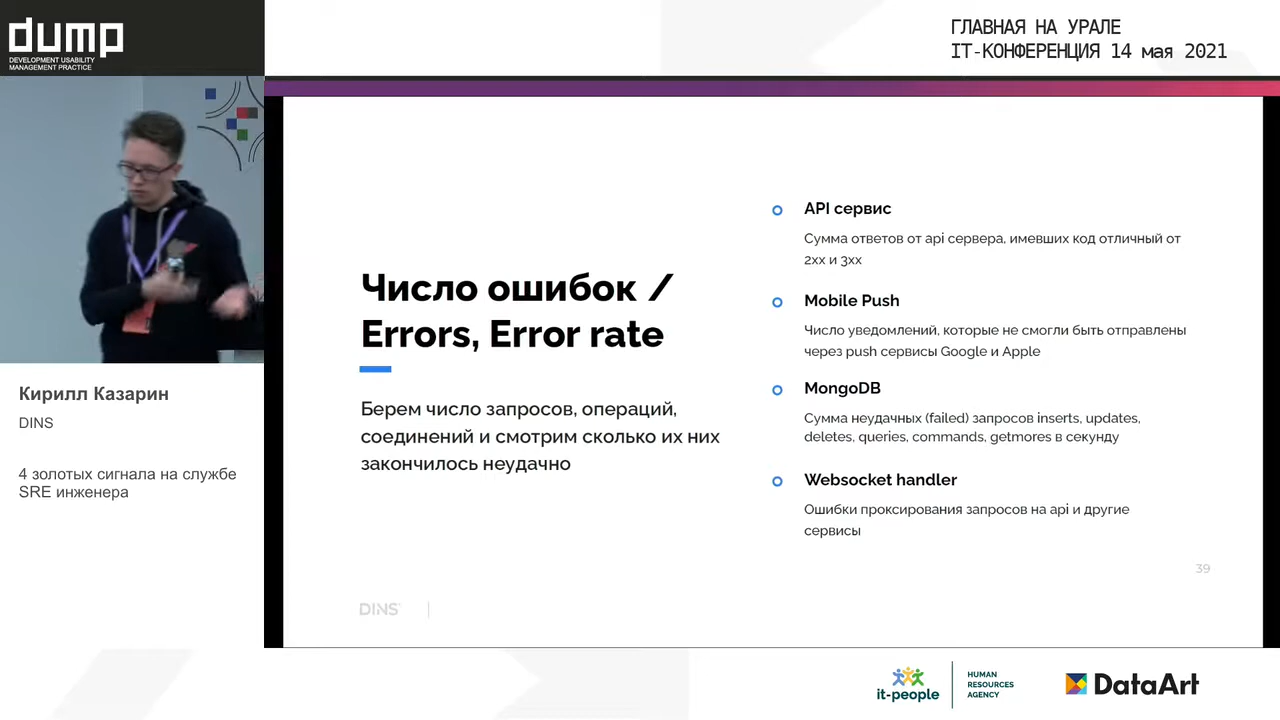 dump
DEVELOPMENT USABILITY
MANAGEMENT PRACTICE
ГЛАВНАЯ НА УРАЛЕ
IT-КОНФЕРЕНЦИЯ 14 мая 2021
Кирилл Казарин
DINS
4 золотых сигнала на службе
SRE инженера
Число ошибок /
Errors, Error rate
Берем число запросов, операций,
соединений и смотрим сколько их них
закончилось неудачно
API сервис
Сумма ответов от api сервера, имевших код отличный от
2xx и 3xx
Mobile Push
Число уведомлений, которые не смогли быть отправлены
через push сервисы Google и Apple
MongoDB
Сумма неудачных (failed) запросов inserts, updates,
deletes, queries, commands, getmores в секунду
Websocket handler
Ошибки проксирования запросов на api и другие
сервисы
39
DINS
it-people
HUMAN
RESOURCES
AGENCY
DataArt